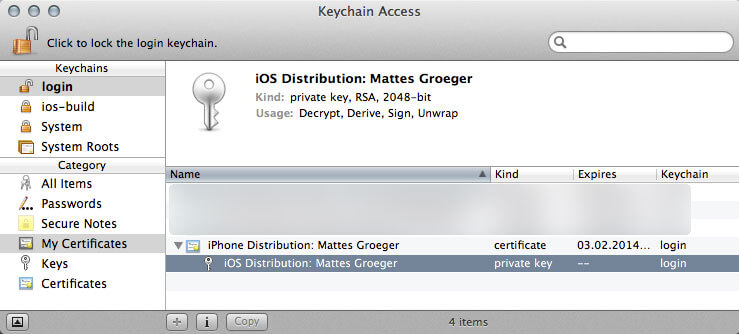 Keychain Access
Click to lock the login keychain.
Keychains
login
ios-build
System
System Roots
Category
All Items
Passwords
Secure Notes
My Certificates
Keys
Certificates
iOS Distribution: Mattes Groeger
Kind: private key, RSA, 2048-bit
Usage: Decrypt, Derive, Sign, Unwrap
Name Kind Expires Keychain
iPhone Distribution: Mattes Groeger certificate 03.02.2014... login
iOS Distribution: Mattes Groeger private key -- login
+ i Copy 4 items